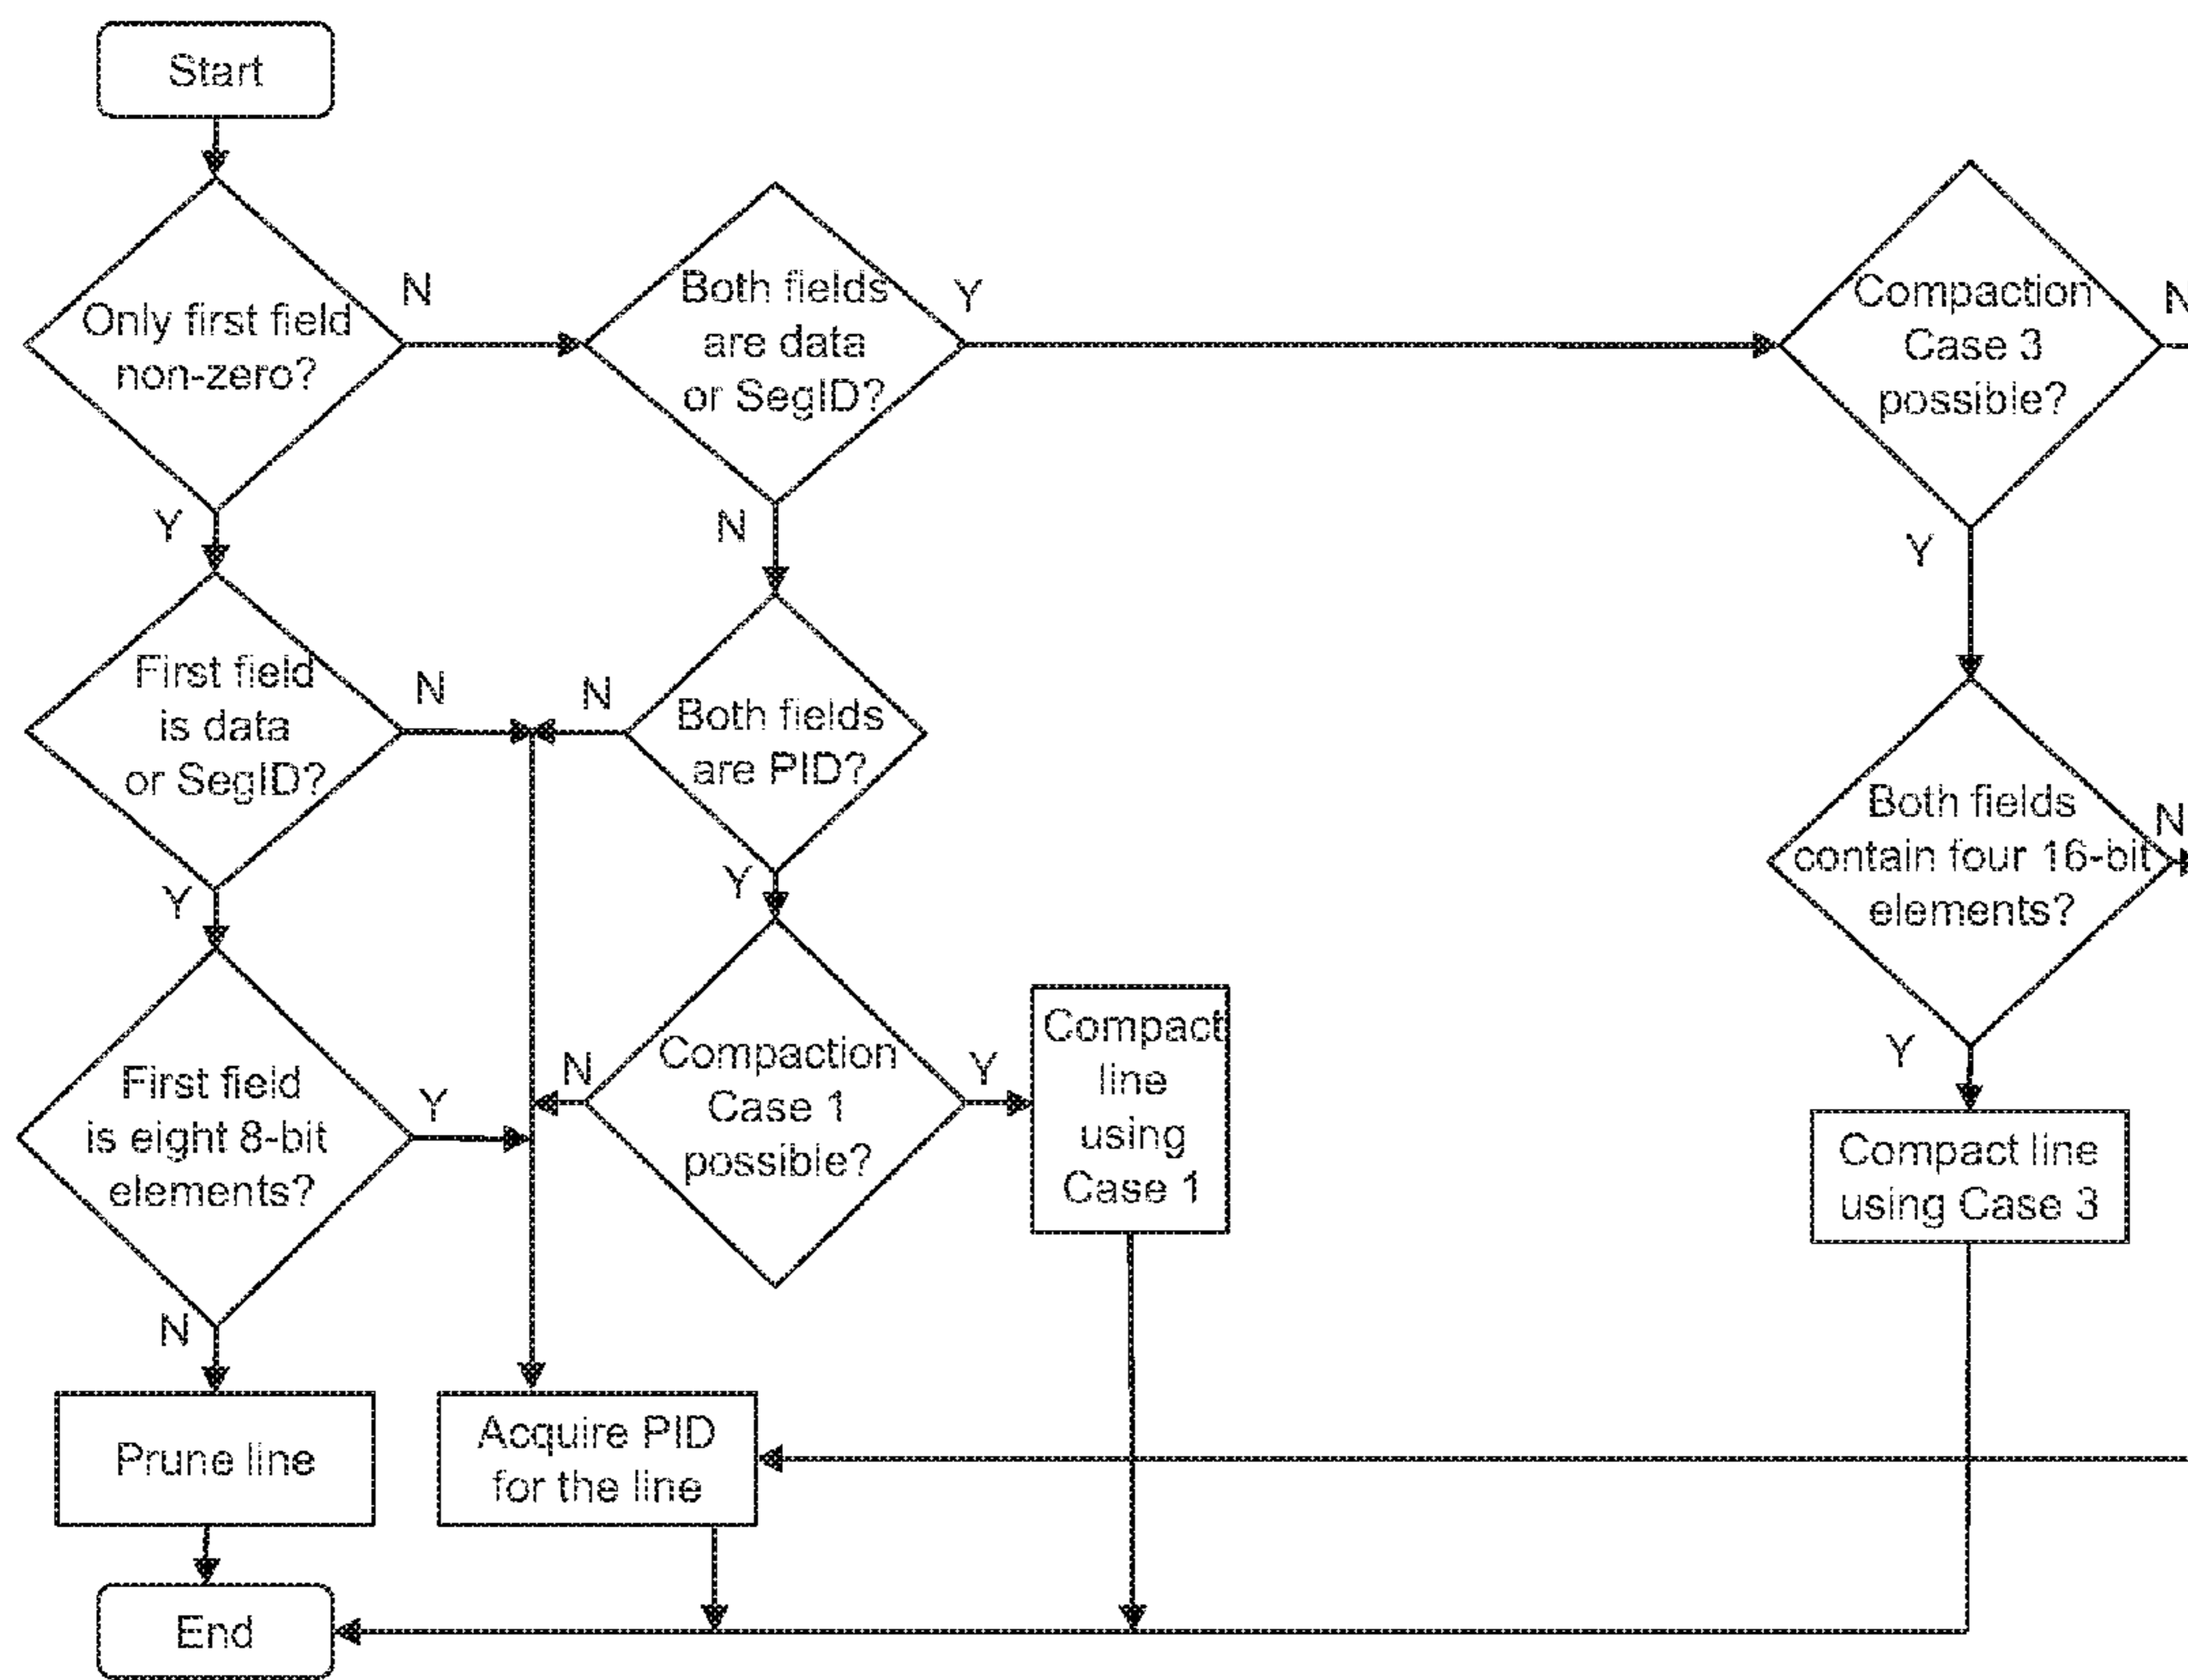 Start
Only first field
non-zero?
N
Y
Both fields
are data
or SegID?
Y
N
Compaction
Case 3
possible?
N
Y
First field
is data
or SegID?
N
Y
Both fields
are PID?
N
Y
Both fields
contain four 16-bit
elements?
N
Y
First field
is eight 8-bit
elements?
Y
N
Compaction
Case 1
possible?
N
Y
Compact
line
using
Case 1
Compact line
using Case 3
Prune line
Acquire PID
for the line
End